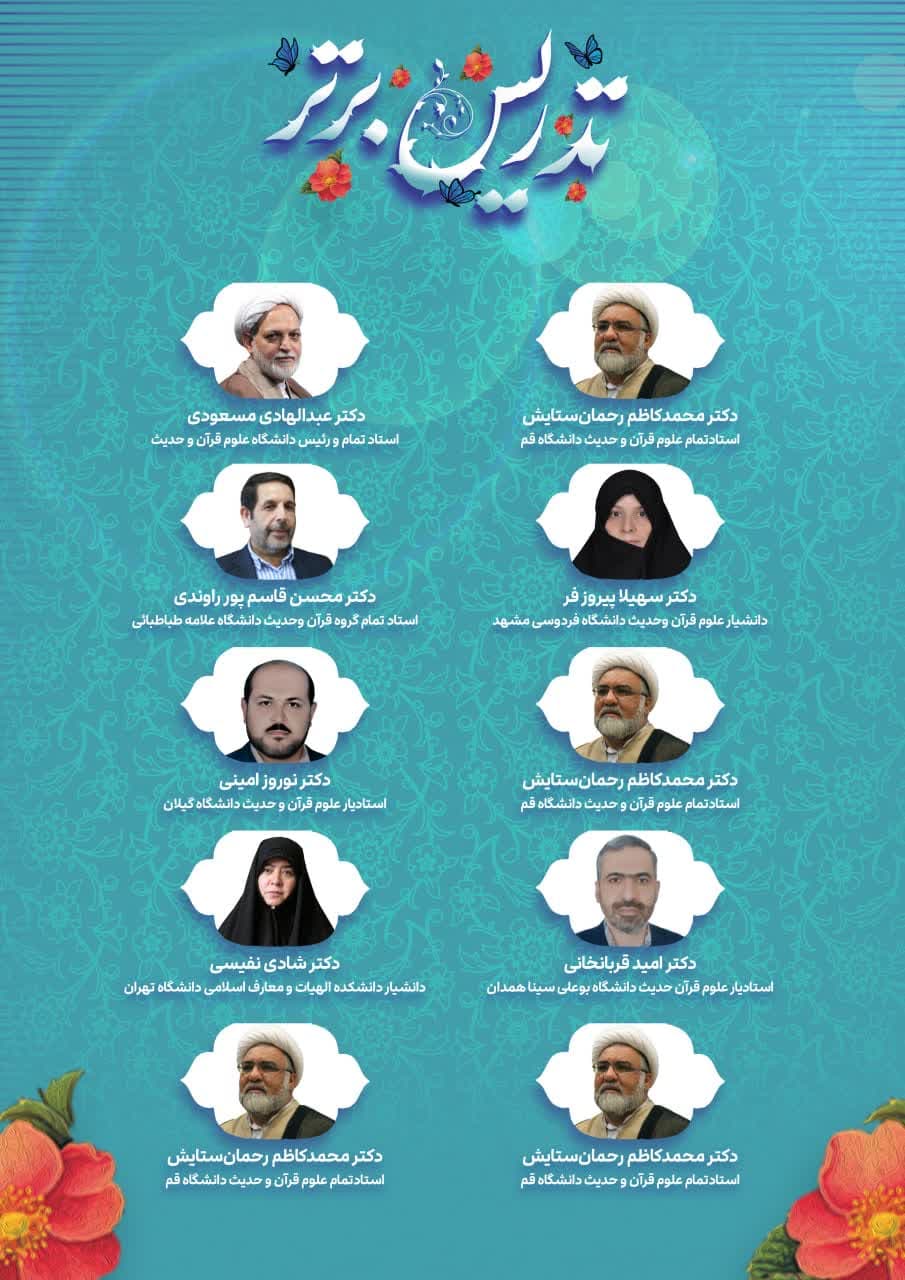 تدریس برتر
دکتر محمدکاظم رحمان‌ستایش
استادتمام علوم قرآن و حدیث دانشگاه قم
دکتر عبدالهادی مسعودی
استاد تمام و رئیس دانشگاه علوم قرآن و حدیث
دکتر سهیلا پیروز فر
دانشیار علوم قرآن وحدیث دانشگاه فردوسی مشهد
دکتر محسن قاسم پور راوندی
استاد تمام گروه قرآن وحدیث دانشگاه علامه طباطبائی
دکتر محمدکاظم رحمان‌ستایش
استادتمام علوم قرآن و حدیث دانشگاه قم
دکتر نوروز امینی
استادیار علوم قرآن و حدیث دانشگاه گیلان
دکتر امید قربانخانی
استادیار علوم قرآن حدیث دانشگاه بوعلی سینا همدان
دکتر شادی نفیسی
دانشیار دانشکده الهیات و معارف اسلامی دانشگاه تهران
دکتر محمدکاظم رحمان‌ستایش
استادتمام علوم قرآن و حدیث دانشگاه قم
دکتر محمدکاظم رحمان‌ستایش
استادتمام علوم قرآن و حدیث دانشگاه قم